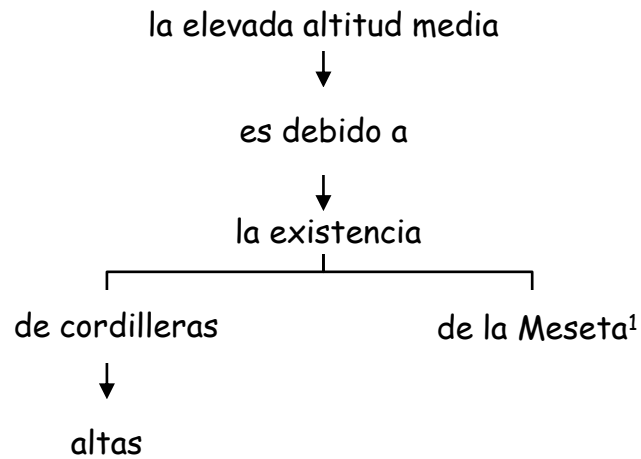 la elevada altitud media
es debido a
la existencia
de cordilleras
de la Meseta¹
altas